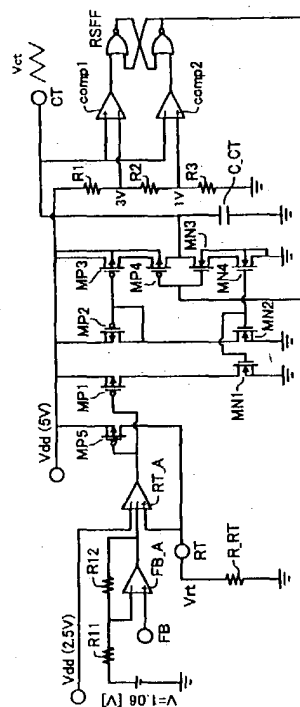 Vct
CT
RSFF
comp1
comp2
R1
3V
R2
1V
R3
C_CT
MP3
MP4
MN3
MN4
MP2
MN2
MP1
MN1
Vdd (5V)
MP5
RT_A
RT
Vrt
R_RT
Vdd (2.5V)
R12
FB_A
R11
FB
V=1.06 [V]